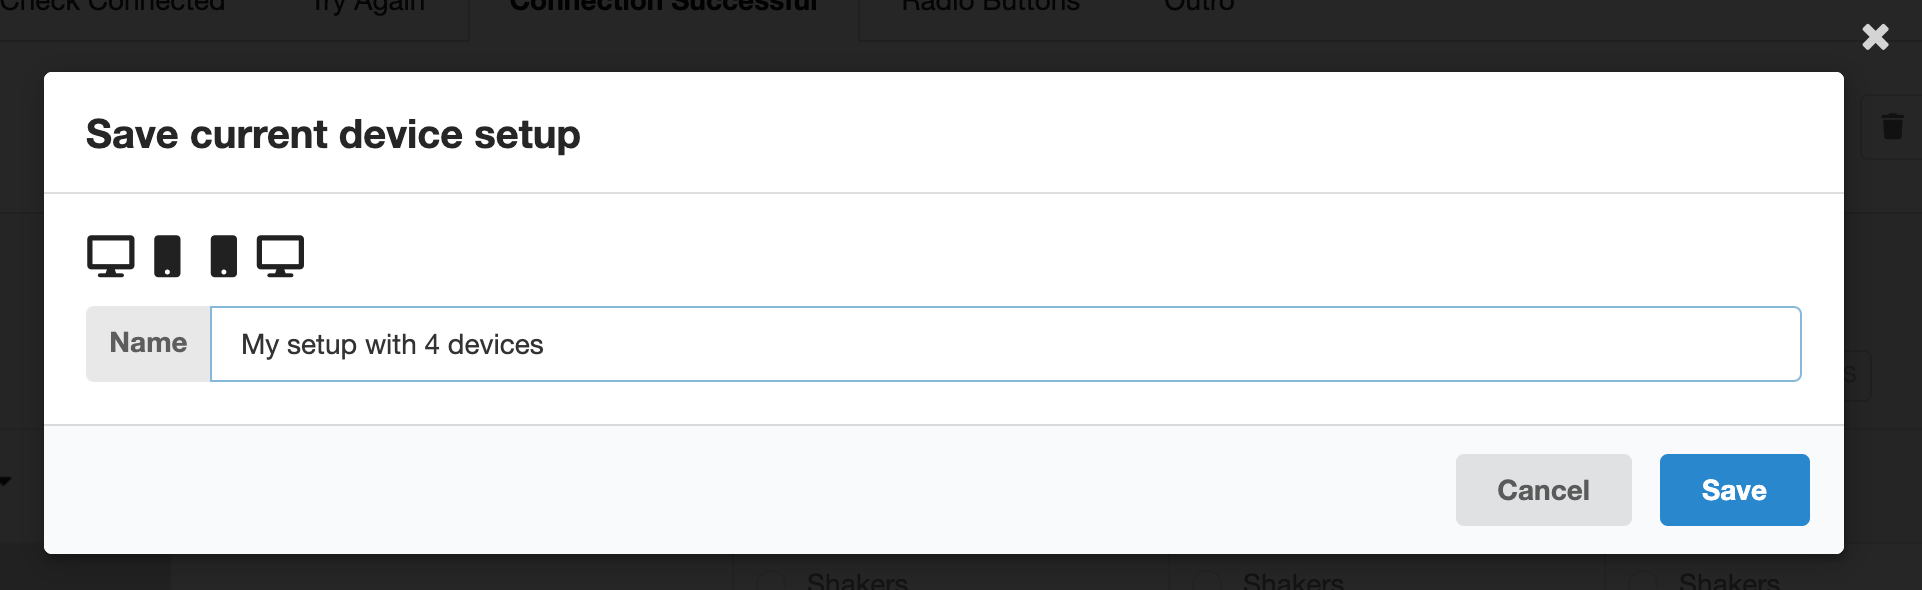 Check Connected
Try Again
Connection Successful
Radio Buttons
Outro
Save current device setup
Name
My setup with 4 devices
Cancel
Save
Shakers
Shakers
Shakers